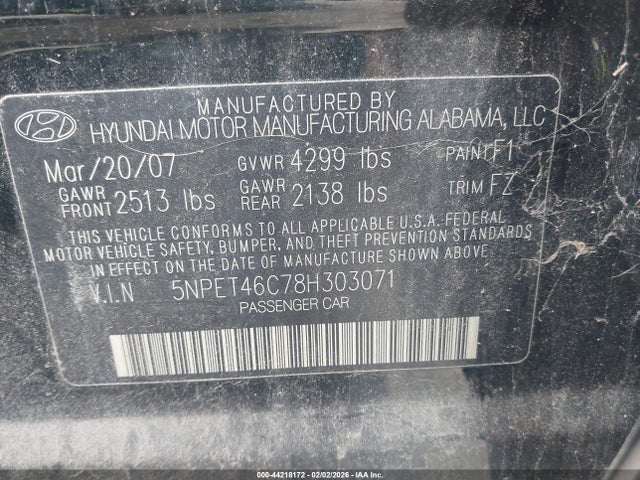 MANUFACTURED BY
HYUNDAI MOTOR MANUFACTURING ALABAMA, LLC
Mar/20/07 GVWR 4299 lbs PAINT F1
GAWR FRONT 2513 lbs GAWR REAR 2138 lbs TRIM FZ
THIS VEHICLE CONFORMS TO ALL APPLICABLE U.S.A. FEDERAL
MOTOR VEHICLE SAFETY, BUMPER, AND THEFT PREVENTION STANDARDS
IN EFFECT ON THE DATE OF MANUFACTURE SHOWN ABOVE
V.I.N 5NPET46C78H303071
PASSENGER CAR
000-44218172 - 02/02/2026 - IAA Inc.